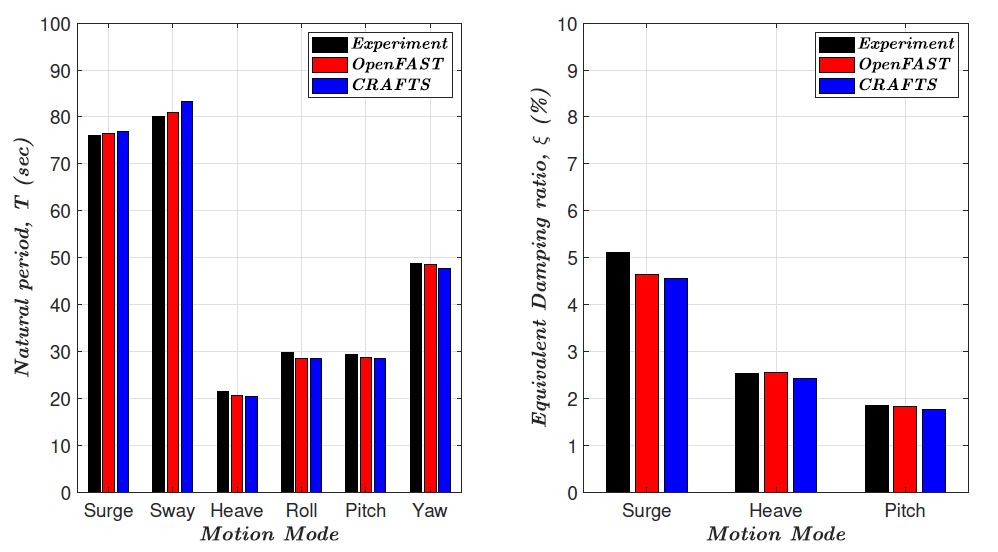 Natural period, T (sec)
100
90
80
70
60
50
40
30
20
10
0
Experiment
OpenFAST
CRAFTS
Surge Sway Heave Roll Pitch Yaw
Motion Mode
Equivalent Damping ratio, ξ (%)
10
9
8
7
6
5
4
3
2
1
0
Experiment
OpenFAST
CRAFTS
Surge Heave Pitch
Motion Mode